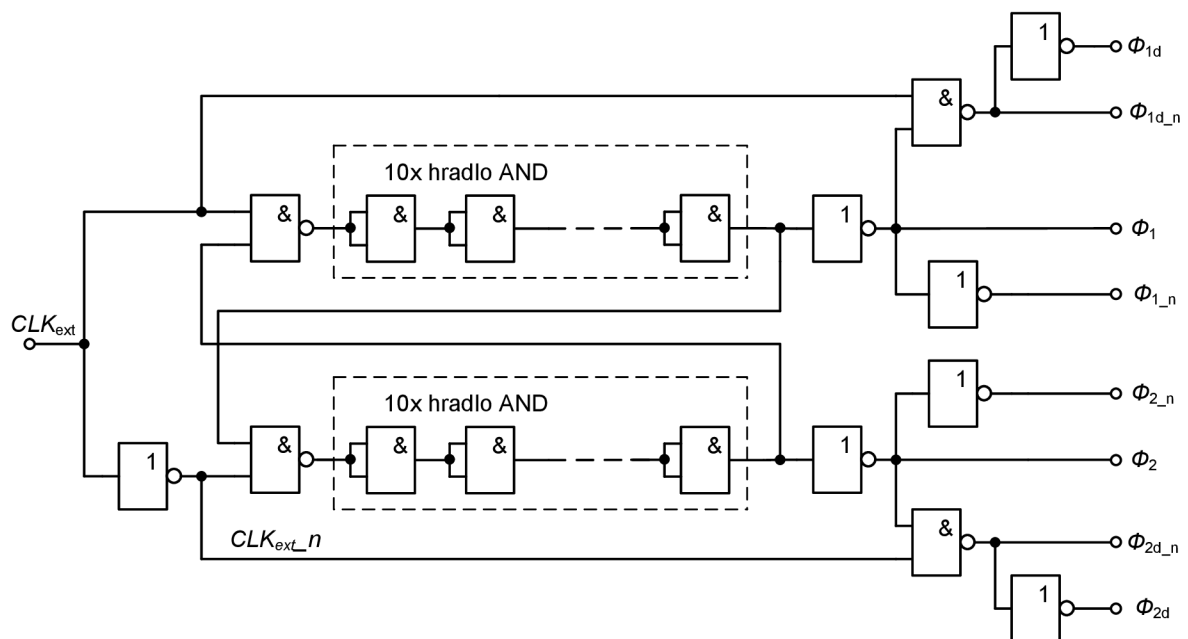 1
Φ1d
&
Φ1d_n
10x hradlo AND
&
&
&
&
1
Φ1
1
Φ1_n
CLKext
1
Φ2_n
10x hradlo AND
&
&
&
&
1
Φ2
1
&
Φ2d_n
CLKext_n
1
Φ2d